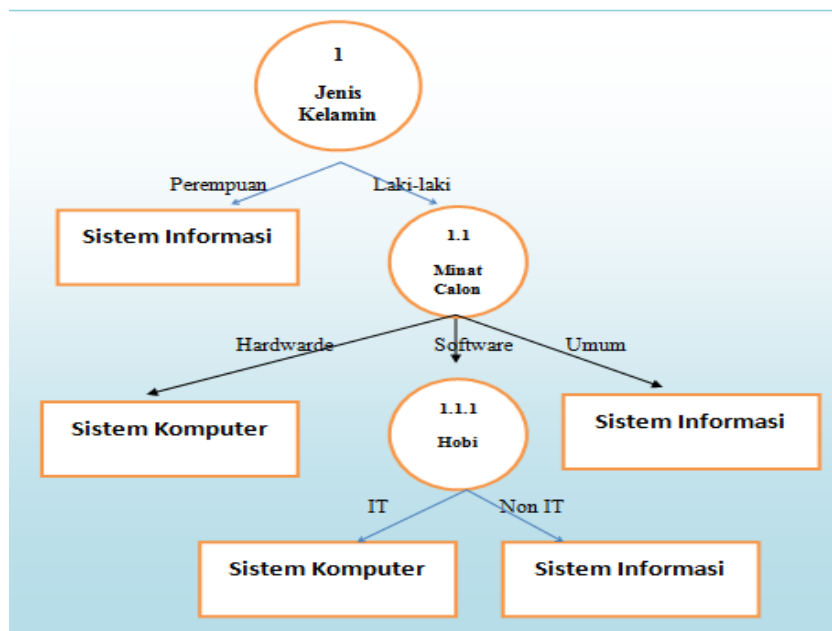 1
Jenis
Kelamin
Perempuan
Laki-laki
Sistem Informasi
1.1
Minat
Calon
Hardwarde
Software
Umum
Sistem Komputer
1.1.1
Hobi
Sistem Informasi
IT
Non IT
Sistem Komputer
Sistem Informasi